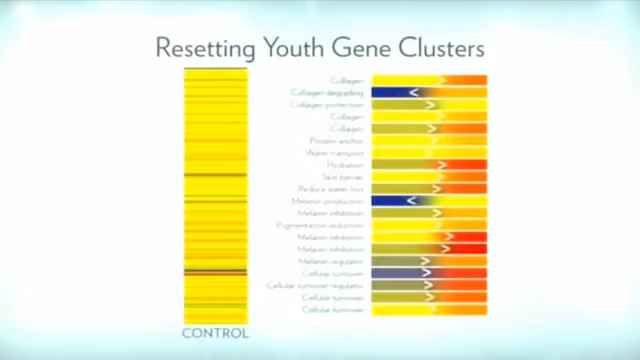 Resetting Youth Gene Clusters
Collagen
Collagen degrading
Collagen protection
Collagen
Collagen
Protein anchor
Water transport
Hydration
Skin barrier
Reduce water loss
Melanin production
Melanin inhibition
Pigmentation reduction
Melanin inhibition
Melanin inhibition
Melanin regulator
Cellular turnover
Cellular turnover regulator
Cellular turnover
Cellular turnover
CONTROL